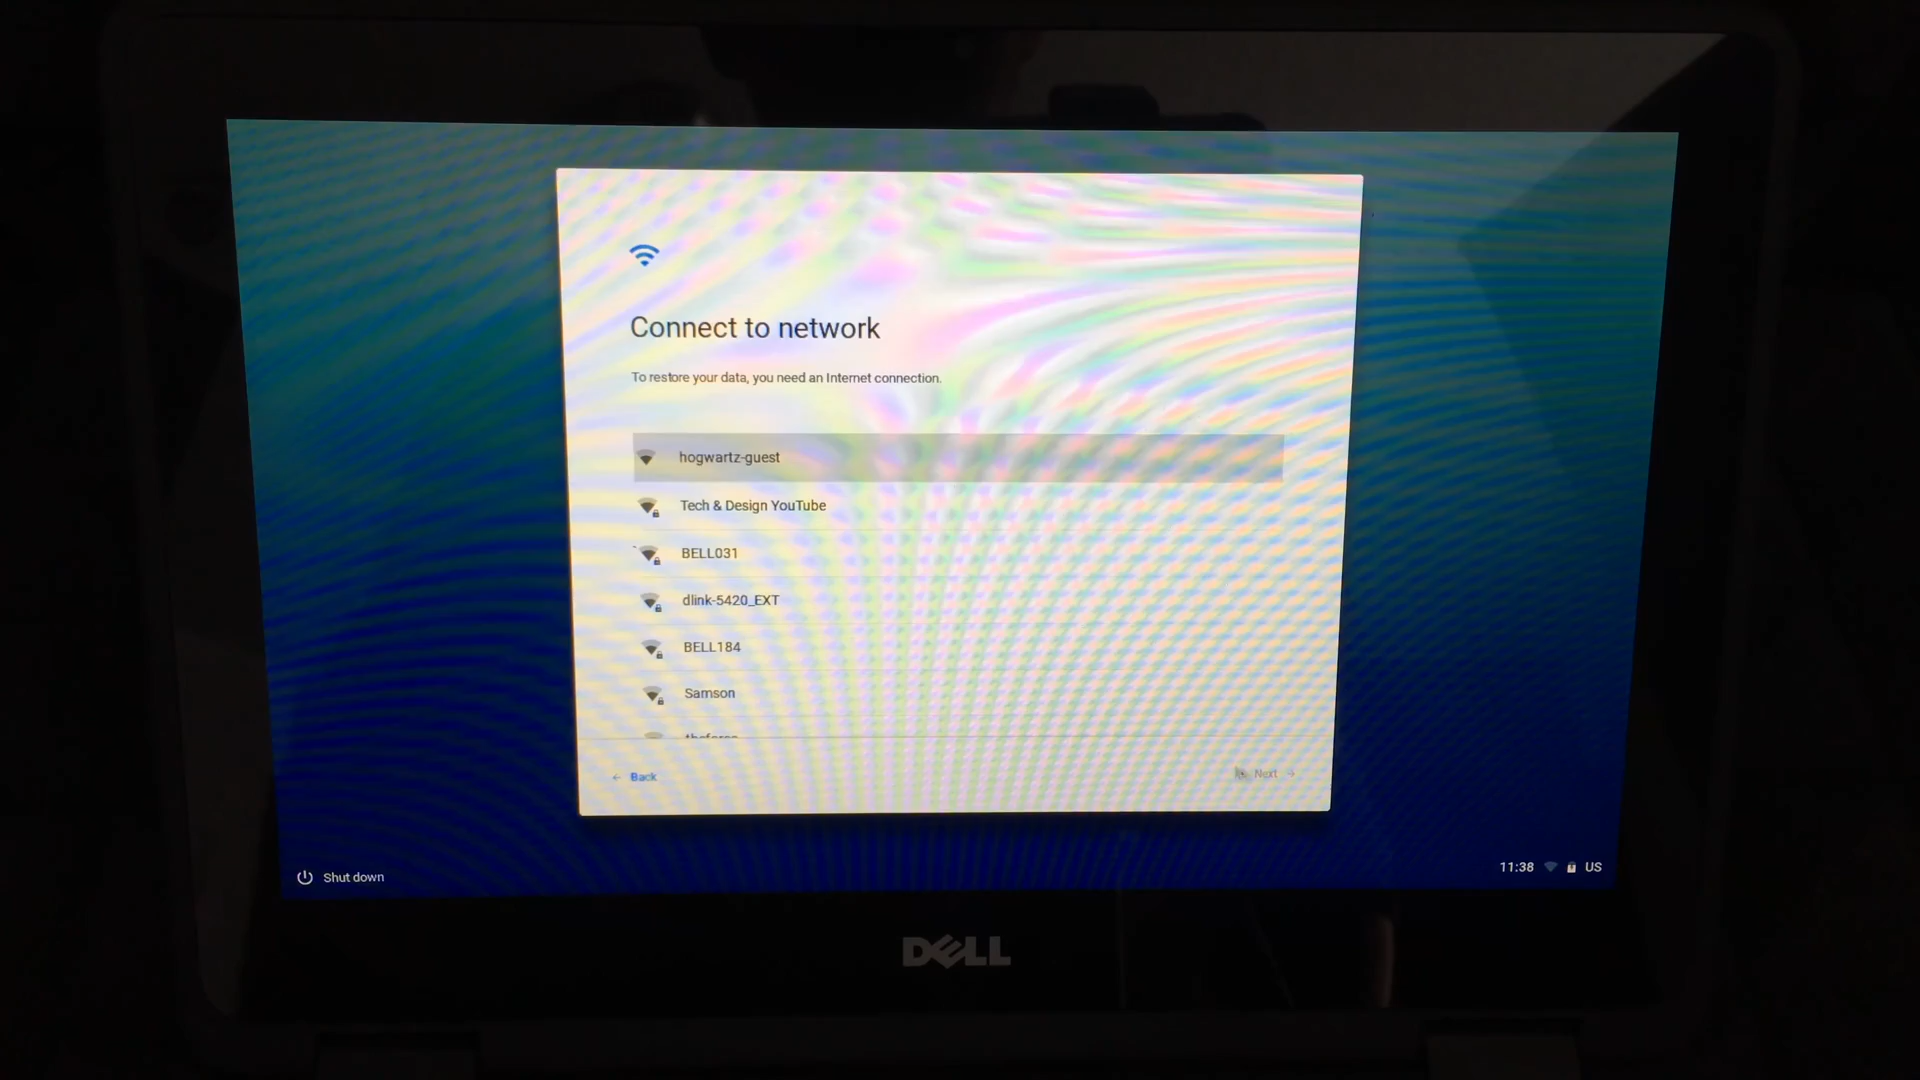 Connect to network
To restore your data, you need an Internet connection.
hogwartz-guest
Tech & Design YouTube
BELL031
dlink-5420_EXT
BELL184
Samson
Back
Next
Shut down
11:38 US
DELL